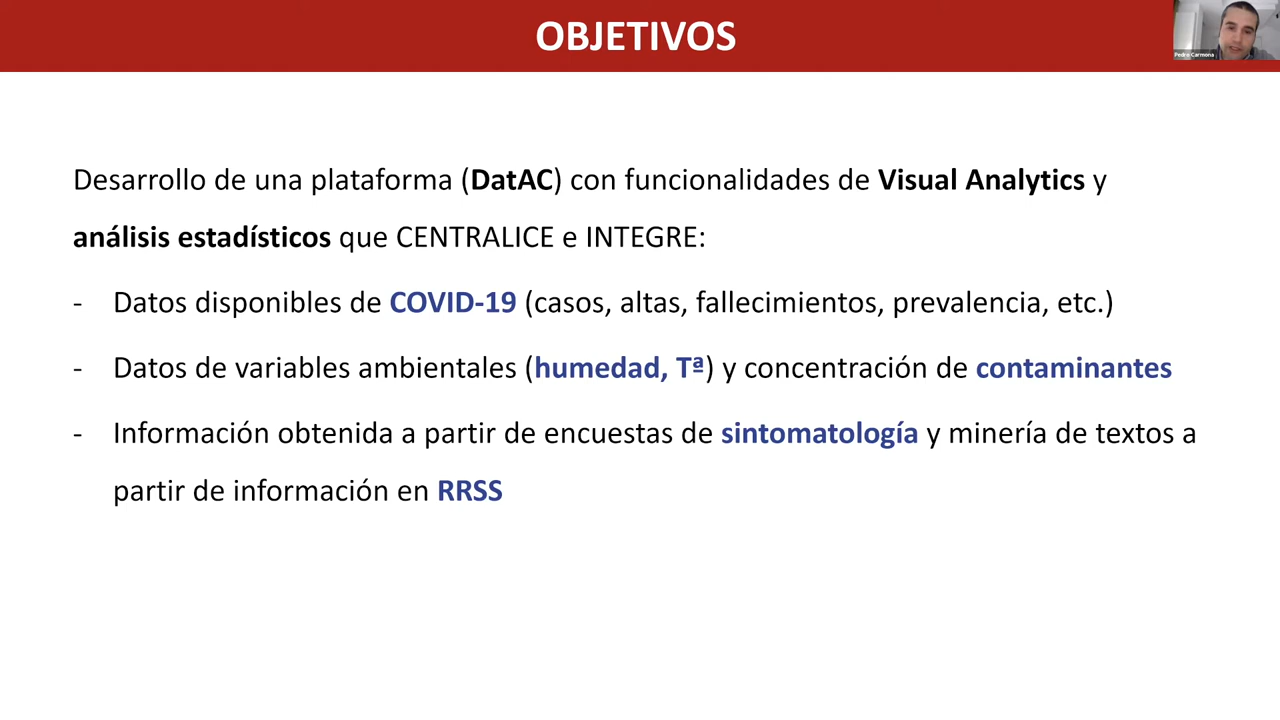 OBJETIVOS
Pedro Carmona
Desarrollo de una plataforma (DatAC) con funcionalidades de Visual Analytics y
análisis estadísticos que CENTRALICE e INTEGRE:
- Datos disponibles de COVID-19 (casos, altas, fallecimientos, prevalencia, etc.)
- Datos de variables ambientales (humedad, Tª) y concentración de contaminantes
- Información obtenida a partir de encuestas de sintomatología y minería de textos a
partir de información en RRSS